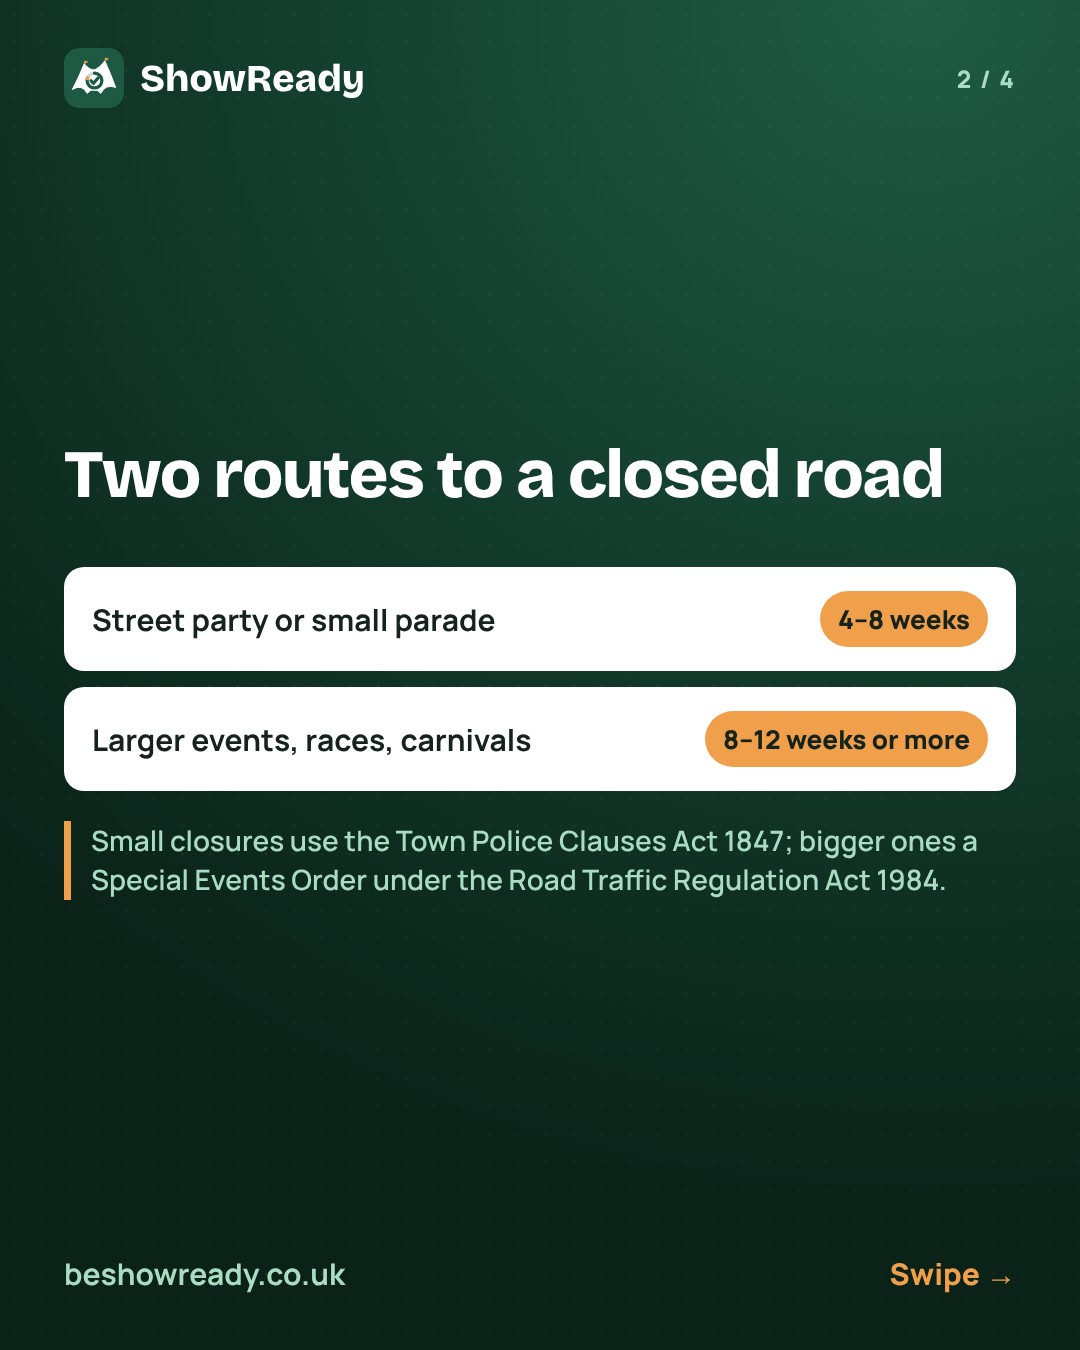 ShowReady
2 / 4
Two routes to a closed road
Street party or small parade
4–8 weeks
Larger events, races, carnivals
8–12 weeks or more
Small closures use the Town Police Clauses Act 1847; bigger ones a
Special Events Order under the Road Traffic Regulation Act 1984.
beshowready.co.uk
Swipe →